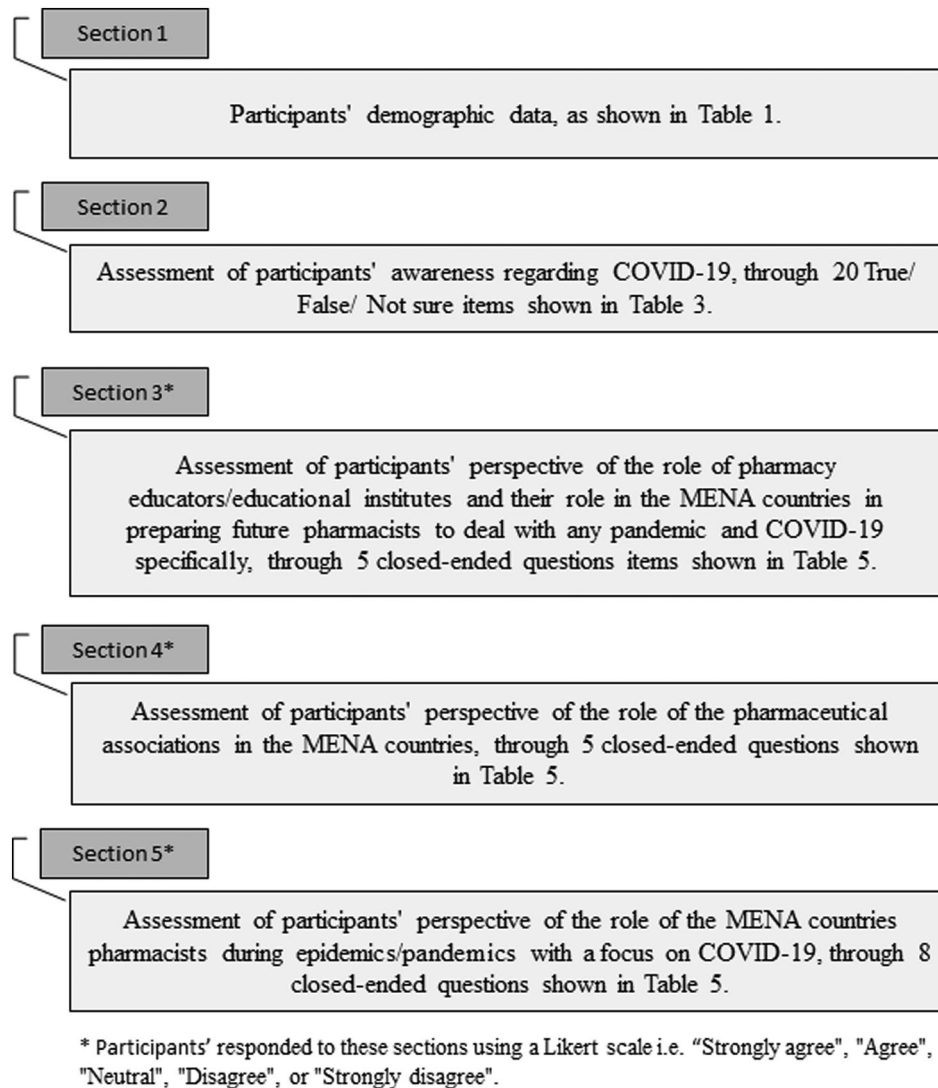 Section 1
Participants' demographic data, as shown in Table 1.
Section 2
Assessment of participants' awareness regarding COVID-19, through 20 True/
False/ Not sure items shown in Table 3.
Section 3*
Assessment of participants' perspective of the role of pharmacy
educators/educational institutes and their role in the MENA countries in
preparing future pharmacists to deal with any pandemic and COVID-19
specifically, through 5 closed-ended questions items shown in Table 5.
Section 4*
Assessment of participants' perspective of the role of the pharmaceutical
associations in the MENA countries, through 5 closed-ended questions shown
in Table 5.
Section 5*
Assessment of participants' perspective of the role of the MENA countries
pharmacists during epidemics/pandemics with a focus on COVID-19, through 8
closed-ended questions shown in Table 5.
* Participants’ responded to these sections using a Likert scale i.e. “Strongly agree", "Agree",
"Neutral", "Disagree", or "Strongly disagree".